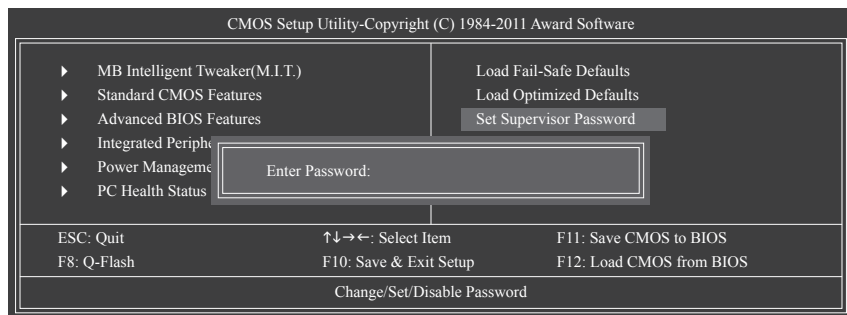 CMOS Setup Utility-Copyright (C) 1984-2011 Award Software
MB Intelligent Tweaker(M.I.T.)
Standard CMOS Features
Advanced BIOS Features
Integrated
Power
PC Health Status
Load Fail-Safe Defaults
Load Optimized Defaults
Set Supervisor Password
Enter Password:
ESC: Quit
↑↓→←: Select Item
F11: Save CMOS to BIOS
F8: Q-Flash
F10: Save & Exit Setup
F12: Load CMOS from BIOS
Change/Set/Disable Password